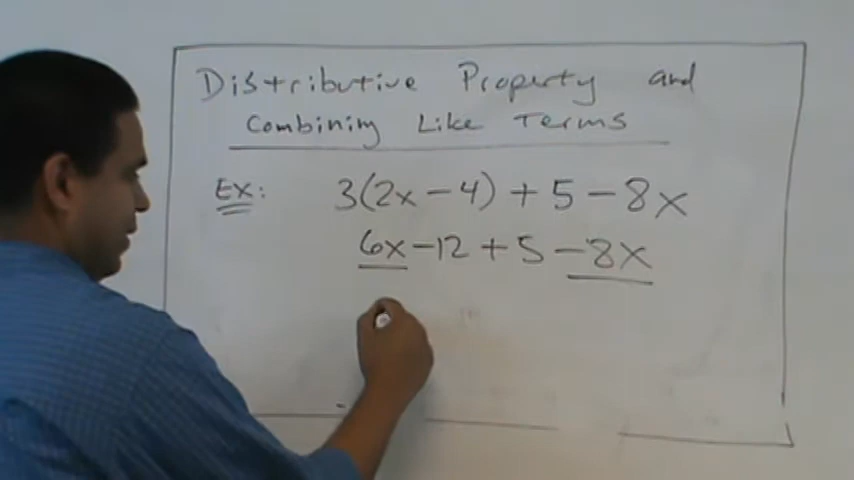 Distributive Property and
Combining Like Terms
Ex: 3(2x - 4) + 5 - 8x
6x - 12 + 5 - 8x